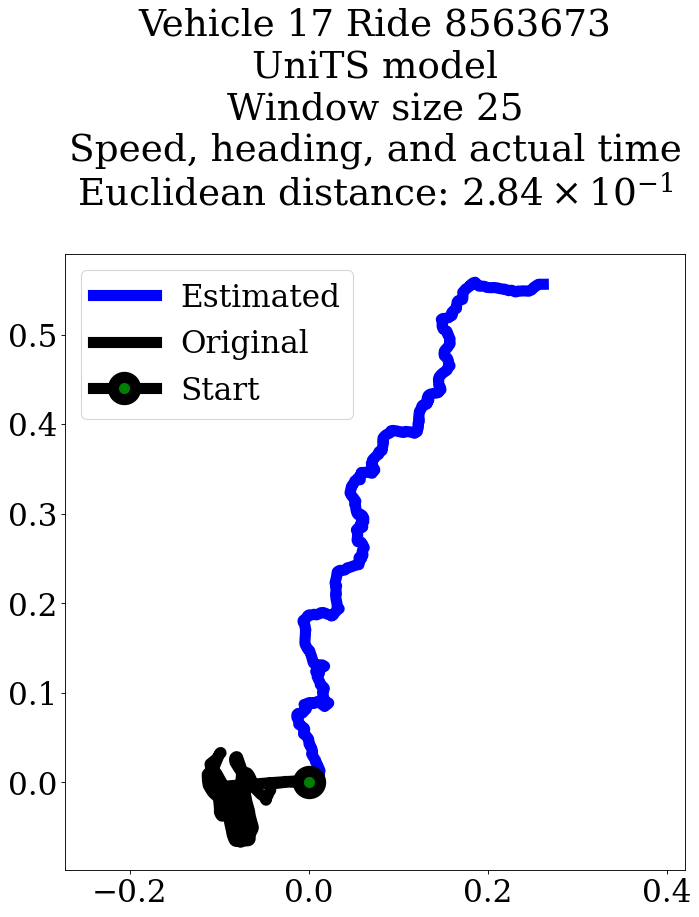 Vehicle 17 Ride 8563673
UniTS model
Window size 25
Speed, heading, and actual time
Euclidean distance: 2.84 × 10⁻¹
Estimated
Original
Start
0.5
0.4
0.3
0.2
0.1
0.0
−0.2 0.0 0.2 0.4